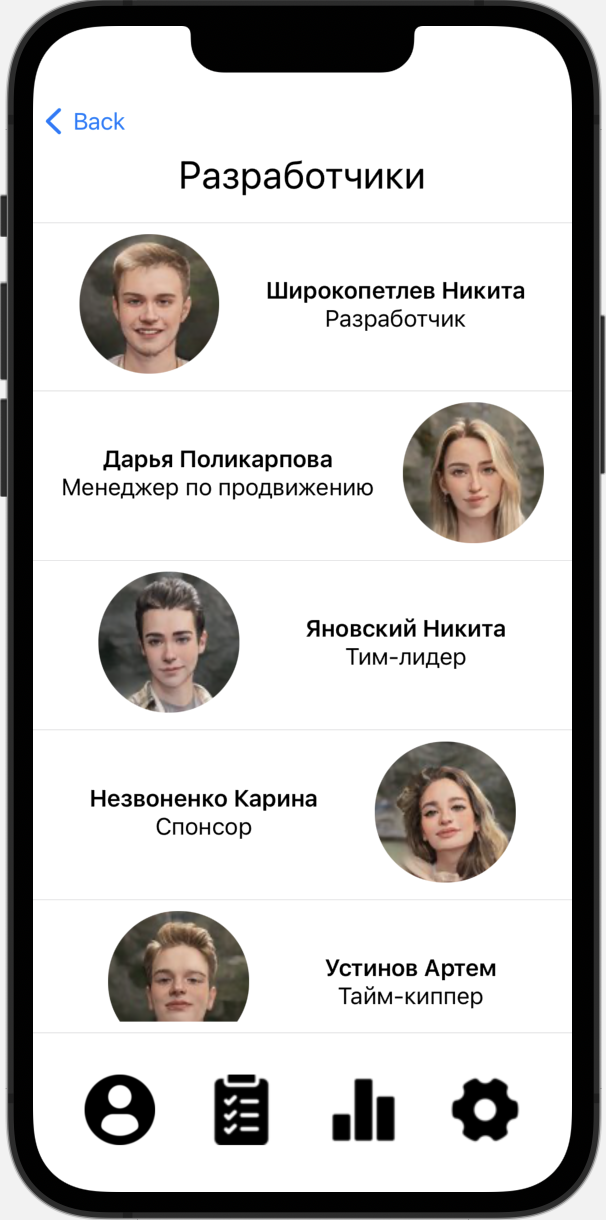 Back
Разработчики
Широкопетлев Никита
Разработчик
Дарья Поликарпова
Менеджер по продвижению
Яновский Никита
Тим-лидер
Незвоненко Карина
Спонсор
Устинов Артем
Тайм-киппер